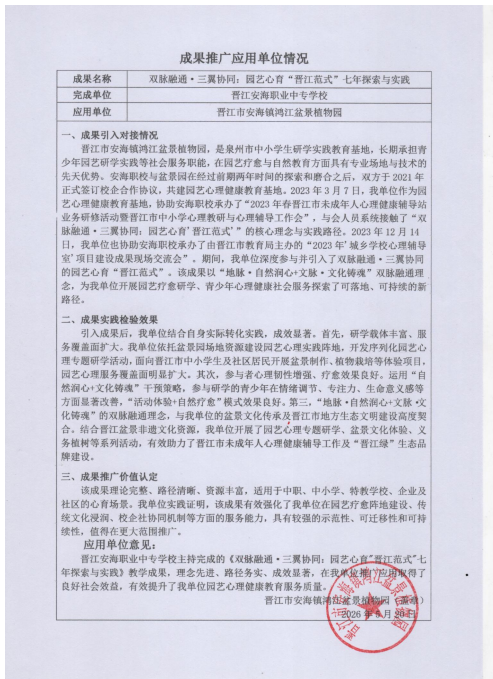 成果推广应用单位情况
成果名称 双脉融通·三翼协同：园艺心育“晋江范式”七年探索与实践
完成单位 晋江安海职业中专学校
应用单位 晋江市安海镇鸿江盆景植物园
一、成果引入对接情况
晋江市安海镇鸿江盆景植物园，是泉州市中小学生研学实践教育基地，长期承担青
少年园艺研学实践等社会服务职能，在园艺疗愈与自然教育方面具有专业场地与技术的
先天优势。安海职校与盆景园在经过前期两年时间的探索和磨合之后，双方于 2021 年
正式签订校企合作协议，共建园艺心理健康教育基地。2023 年 3 月 7 日，我单位作为园
艺心理健康教育基地，协助安海职校承办了“2023 年春晋江市未成年人心理健康辅导站
业务研修活动暨晋江市中小学心理教研与心理辅导工作会”，与会人员系统接触了“双
脉融通·三翼协同：园艺心育'晋江范式'”的核心理念与实践路径。2023 年 12 月 14
日，我单位也协助安海职校承办了由晋江市教育局主办的“2023 年'城乡学校心理辅导
室'项目建设成果现场交流会”。期间，我单位深度参与并引入了双脉融通·三翼协同
的园艺心育“晋江范式”。该成果以“地脉·自然润心+文脉·文化铸魂”双脉融通理
念，为我单位开展园艺疗愈研学、青少年心理健康社会服务探索了可落地、可持续的新
路径。
二、成果实践检验效果
引入成果后，我单位结合自身实际转化实践，成效显著。首先，研学载体丰富、服
务覆盖面扩大。我单位依托盆景园场地资源建设园艺心理实践阵地，开发序列化园艺心
理专题研学活动，面向晋江市中小学生及社区居民开展盆景制作、植物栽培等体验项目，
园艺心理服务覆盖面明显扩大。其次，参与者心理韧性增强、疗愈效果良好。运用“自
然润心+文化铸魂”干预策略，参与研学的青少年在情绪调节、专注力、生命意义感等
方面显著改善，“活动体验+自然疗愈”模式效果良好。第三，“地脉·自然润心+文脉·文
化铸魂”的双脉融通理念，与我单位的盆景文化传承及晋江市地方生态文明建设高度契
合。结合晋江盆景非遗文化资源，我单位开展了园艺心理专题研学、盆景文化体验、义
务植树等系列活动，有效助力了晋江市未成年人心理健康辅导工作及“晋江绿”生态品
牌建设。
三、成果推广价值认定
该成果理论完整、路径清晰、资源丰富，适用于中职、中小学、特教学校、企业及
社区的心育场景。我单位实践证明，该成果有效强化了我单位在园艺疗愈阵地建设、传
统文化浸润、校企社协同机制等方面的服务能力，具有较强的示范性、可迁移性和可持
续性，值得在更大范围推广。
应用单位意见：
晋江安海职业中专学校主持完成的《双脉融通·三翼协同：园艺心育"晋江范式"七
年探索与实践》教学成果，理念先进、路径务实、成效显著，在我单位推广应用取得了
良好社会效益，有效提升了我单位园艺心理健康教育服务质量。
晋江市安海镇鸿江盆景植物园（盖章）
2026 年 月 20 日